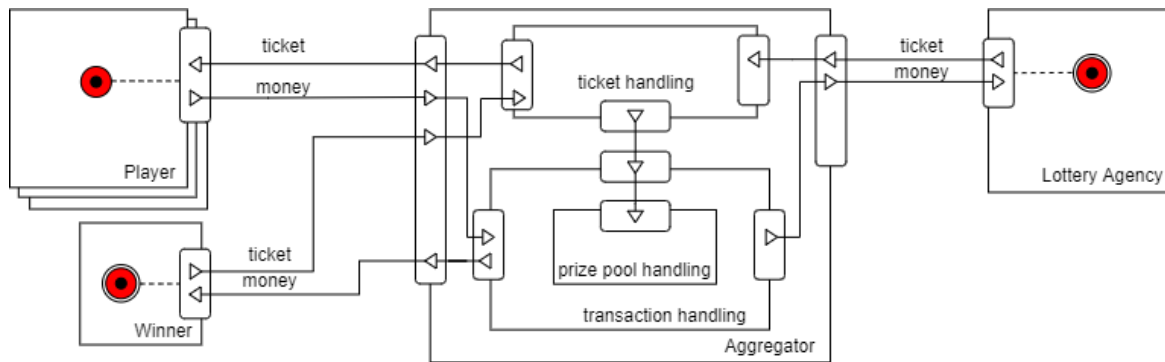 ticket
money
Player
ticket
money
Winner
ticket handling
prize pool handling
transaction handling
Aggregator
ticket
money
Lottery Agency